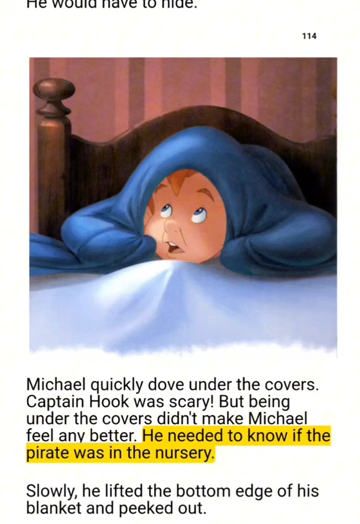 He would have to hide.
114
Michael quickly dove under the covers.
Captain Hook was scary! But being
under the covers didn't make Michael
feel any better. He needed to know if the
pirate was in the nursery.
Slowly, he lifted the bottom edge of his
blanket and peeked out.